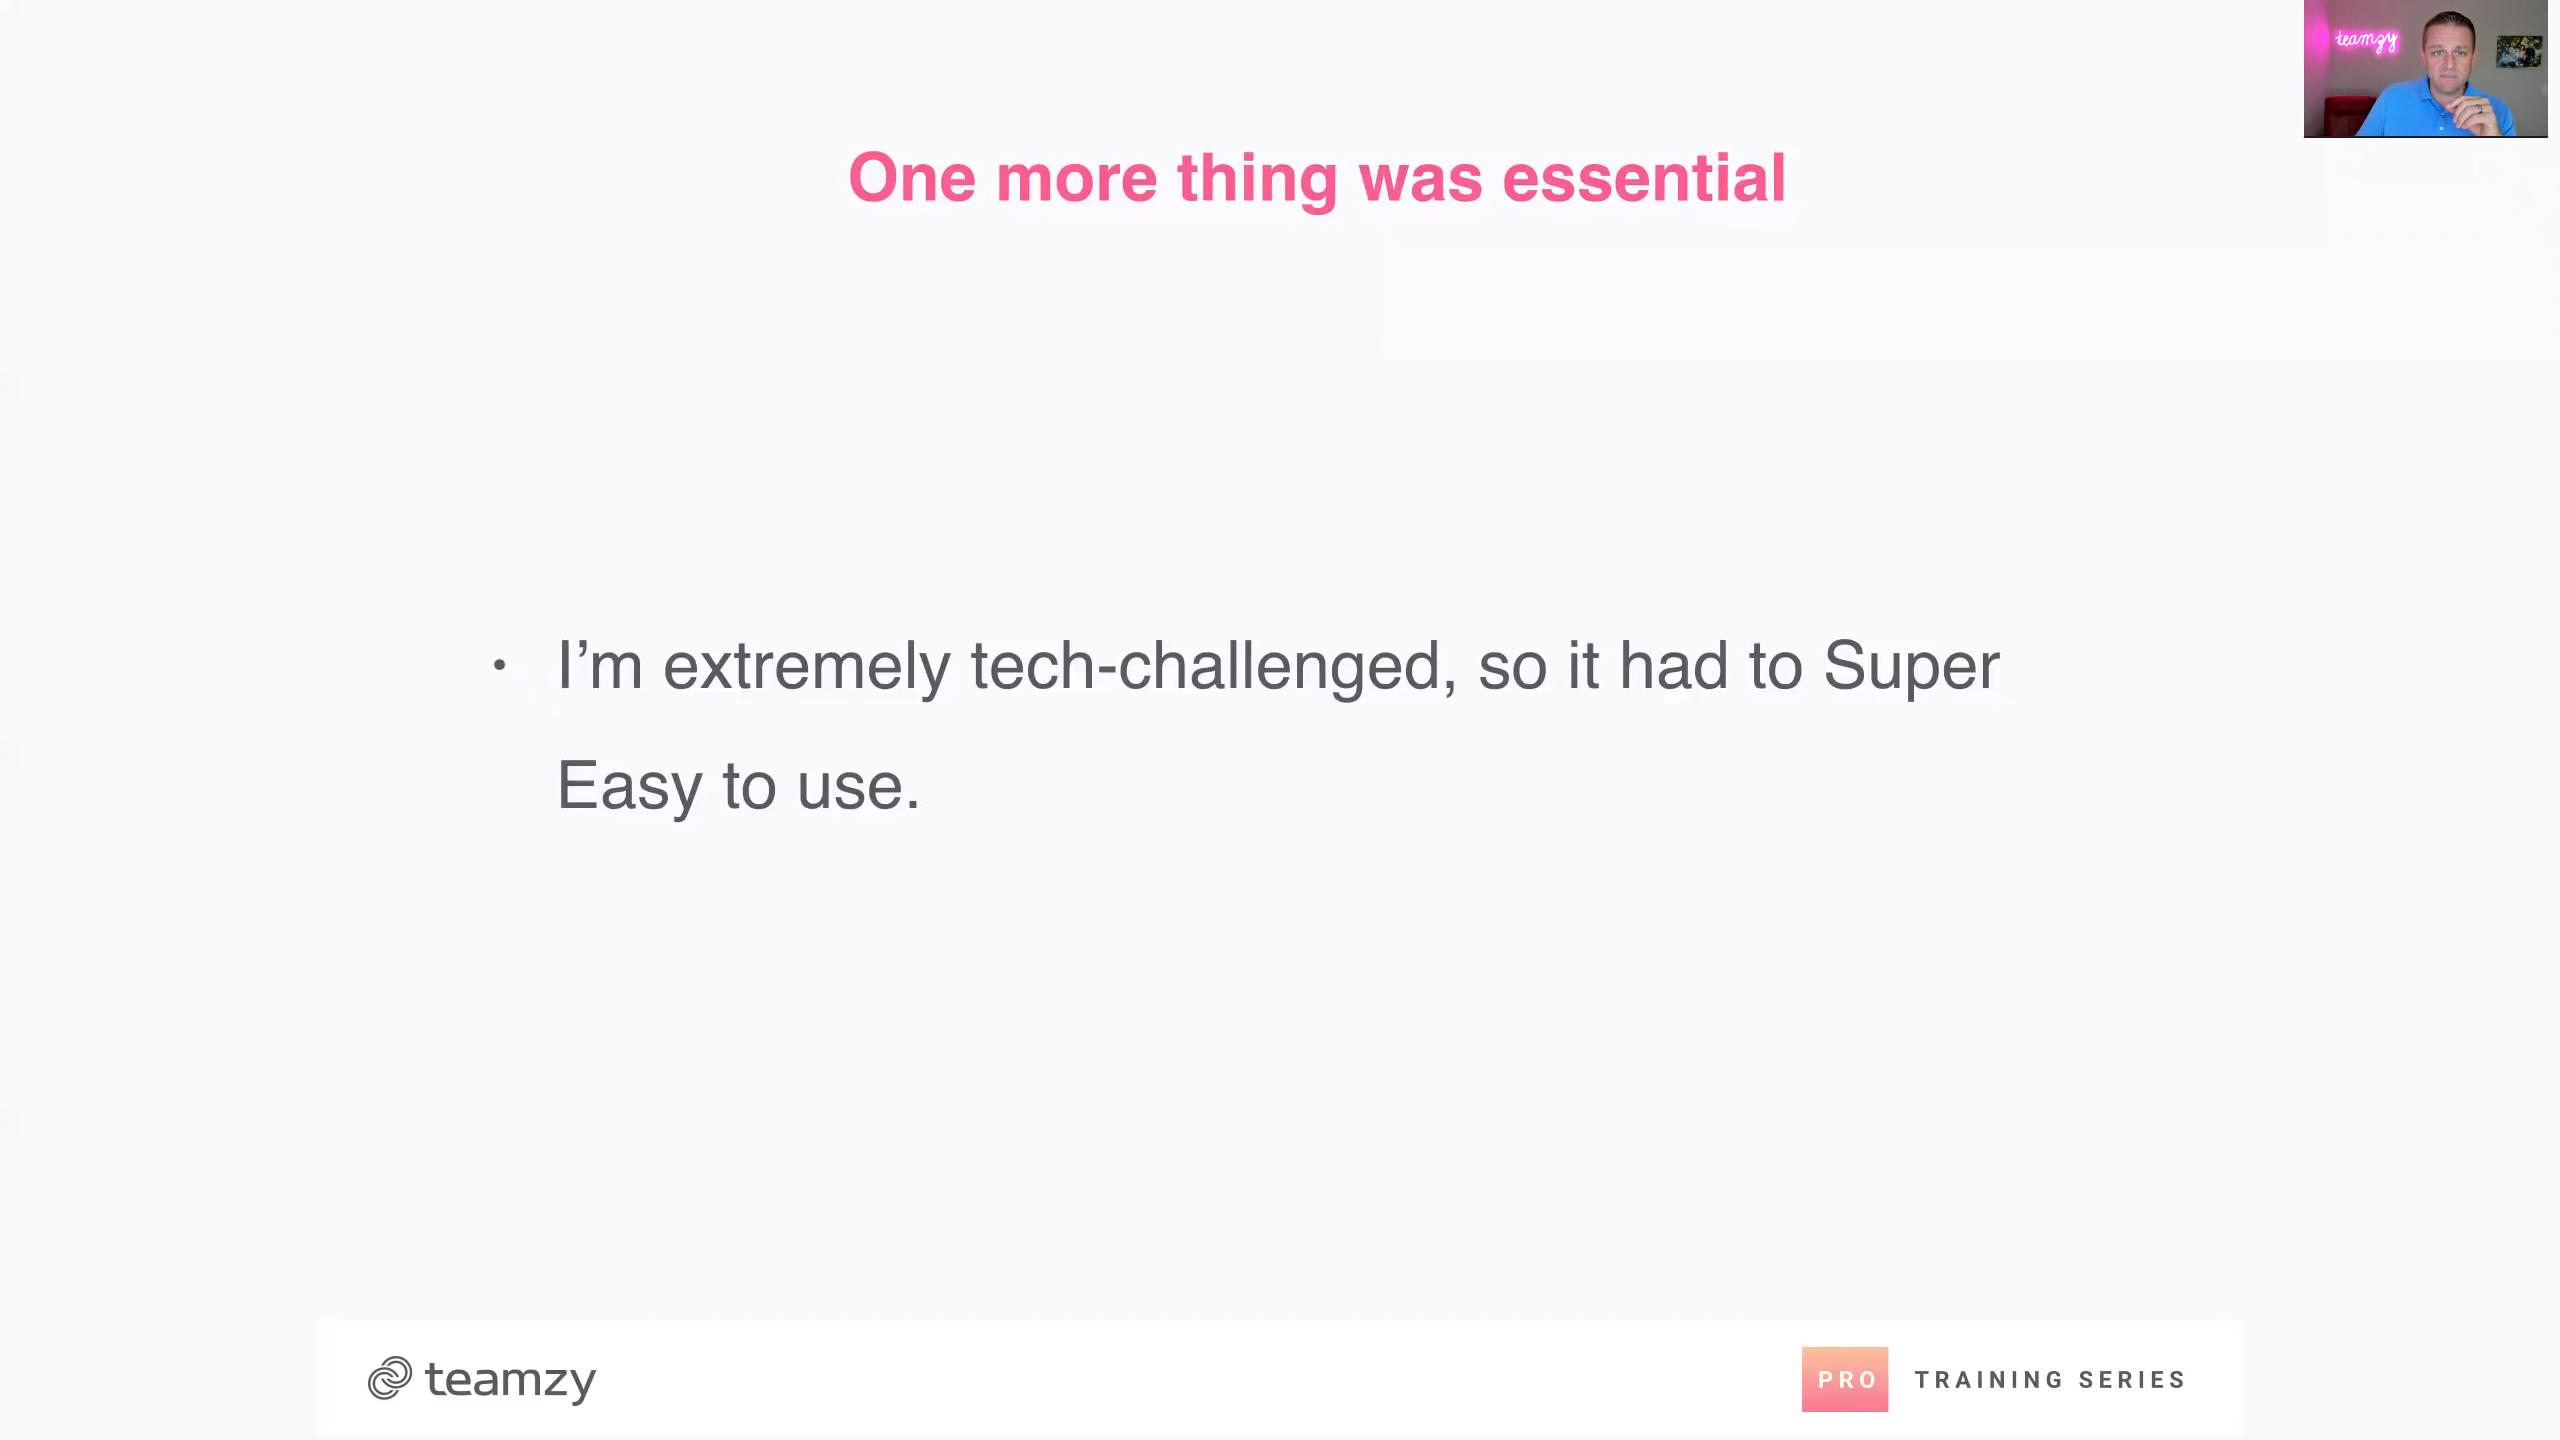 teamzy
One more thing was essential
• I’m extremely tech-challenged, so it had to Super
Easy to use.
teamzy
PRO TRAINING SERIES